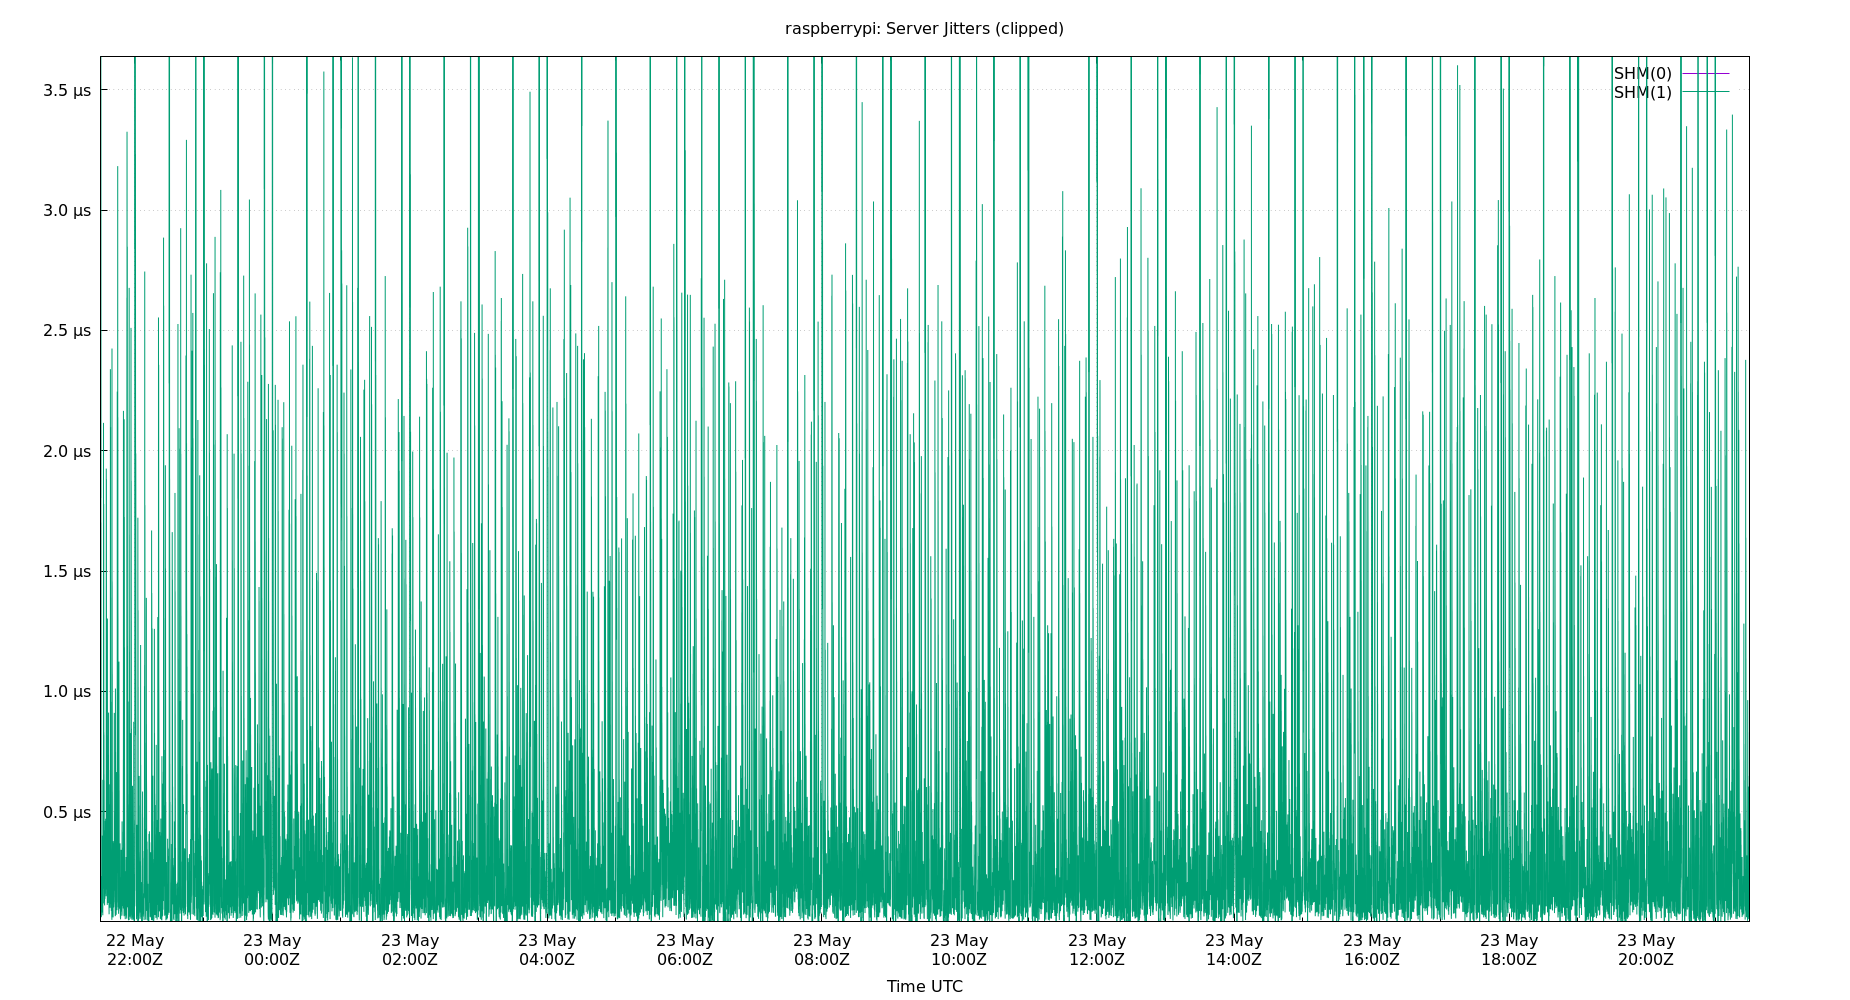 raspberrypi: Server Jitters (clipped)
SHM(0)
SHM(1)
3.5 μs
3.0 μs
2.5 μs
2.0 μs
1.5 μs
1.0 μs
0.5 μs
22 May 23 May 23 May 23 May 23 May 23 May 23 May 23 May 23 May 23 May 23 May 23 May
22:00Z 00:00Z 02:00Z 04:00Z 06:00Z 08:00Z 10:00Z 12:00Z 14:00Z 16:00Z 18:00Z 20:00Z
Time UTC